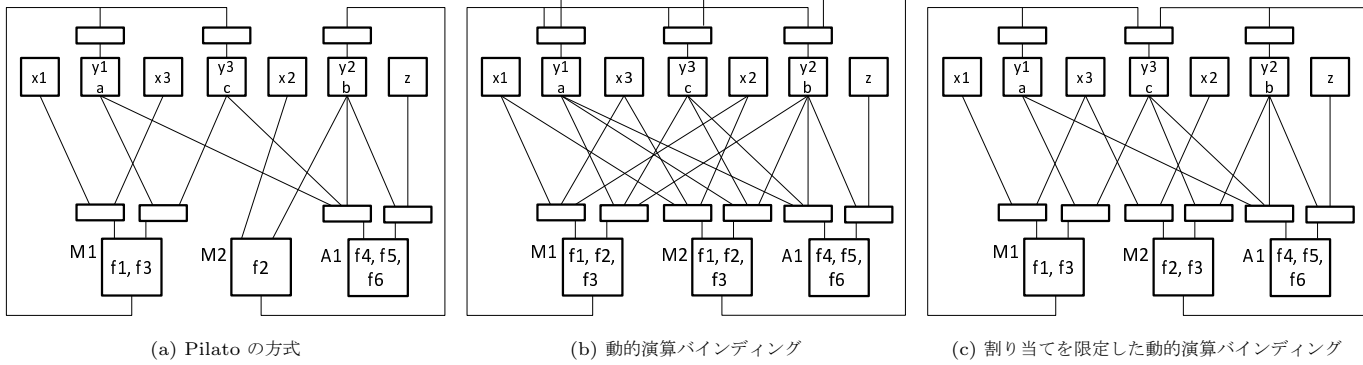 x1
y1
a
x3
y3
c
x2
y2
b
z
M1
f1, f3
M2
f2
A1
f4, f5,
f6
(a) Pilato の方式
x1
y1
a
x3
y3
c
x2
y2
b
z
M1
f1, f2,
f3
M2
f1, f2,
f3
A1
f4, f5,
f6
(b) 動的演算バインディング
x1
y1
a
x3
y3
c
x2
y2
b
z
M1
f1, f3
M2
f2, f3
A1
f4, f5,
f6
(c) 割り当てを限定した動的演算バインディング